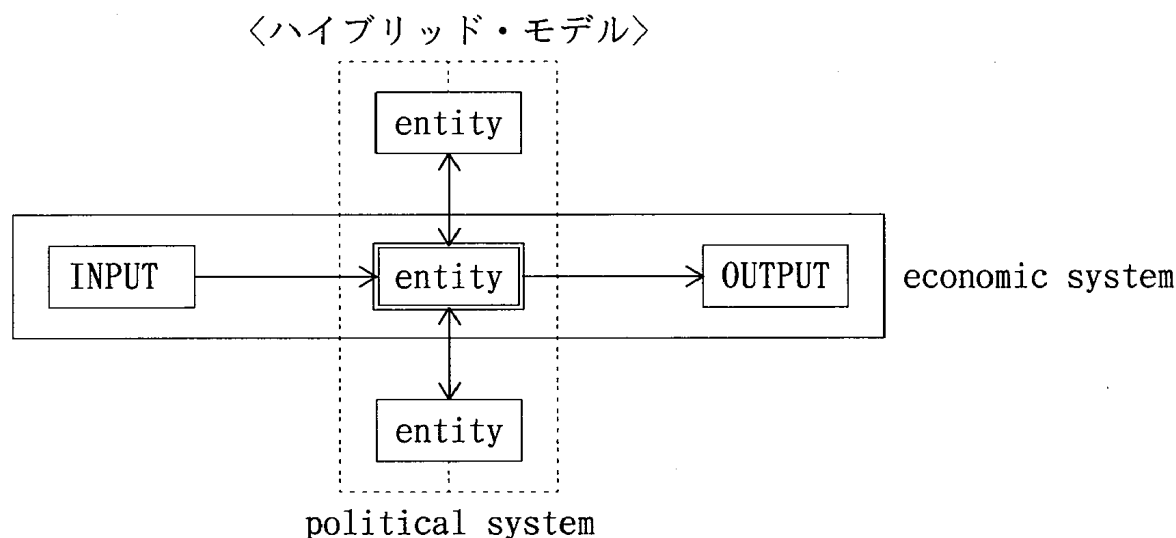 〈ハイブリッド・モデル〉
entity
INPUT
entity
OUTPUT
economic system
entity
political system